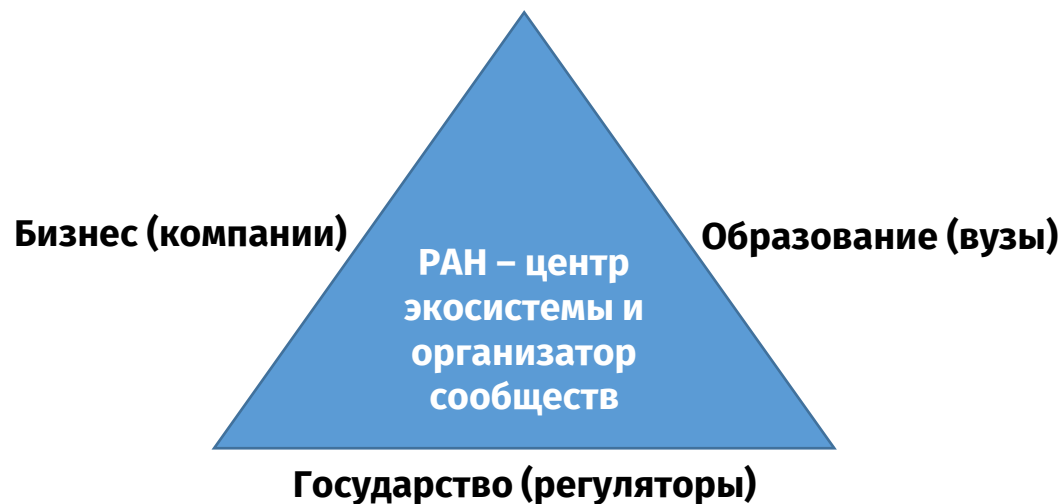 Бизнес (компании)
Образование (вузы)
РАН – центр
экосистемы и
организатор
сообществ
Государство (регуляторы)